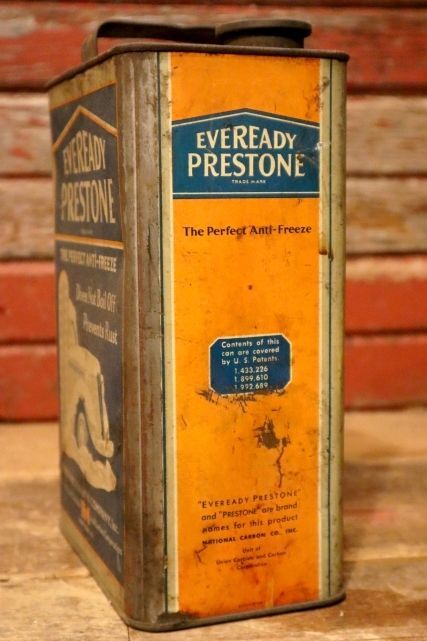 EVEREADY
PRESTONE
THE PERFECT ANTI-FREEZE
Does Not Boil Off
Prevents Rust
EVEREADY
PRESTONE
TRADE MARK
The Perfect Anti-Freeze
Contents of this
can are covered
by U. S. Patents.
1.433.226
1.899.610
1.992.689
"EVEREADY PRESTONE"
and "PRESTONE" are brand
names for this product
NATIONAL CARBON CO., INC.
Unit of
Union Carbide and Carbon
Corporation